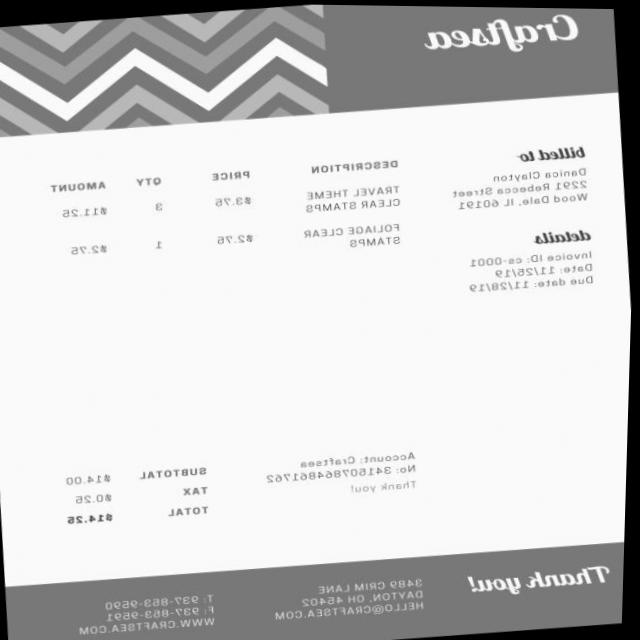 Craftsea
billed to
Danica Clayton
2291 Rebecca Street
Wood Dale, IL 60191
details
Invoice ID: cs-0001
Date: 11/25/19
Due date: 11/28/19
DESCRIPTION PRICE QTY AMOUNT
TRAVEL THEME
CLEAR STAMPS $3.75 3 $11.25
FOLIAGE CLEAR
STAMPS $2.75 1 $2.75
Account: Craftsea
No: 34150786481762
Thank you!
SUBTOTAL $14.00
TAX $0.25
TOTAL $14.25
Thank you!
3489 CRIM LANE
DAYTON, OH 45402
HELLO@CRAFTSEA.COM
T: 937-853-9590
F: 937-853-9591
WWW.CRAFTSEA.COM